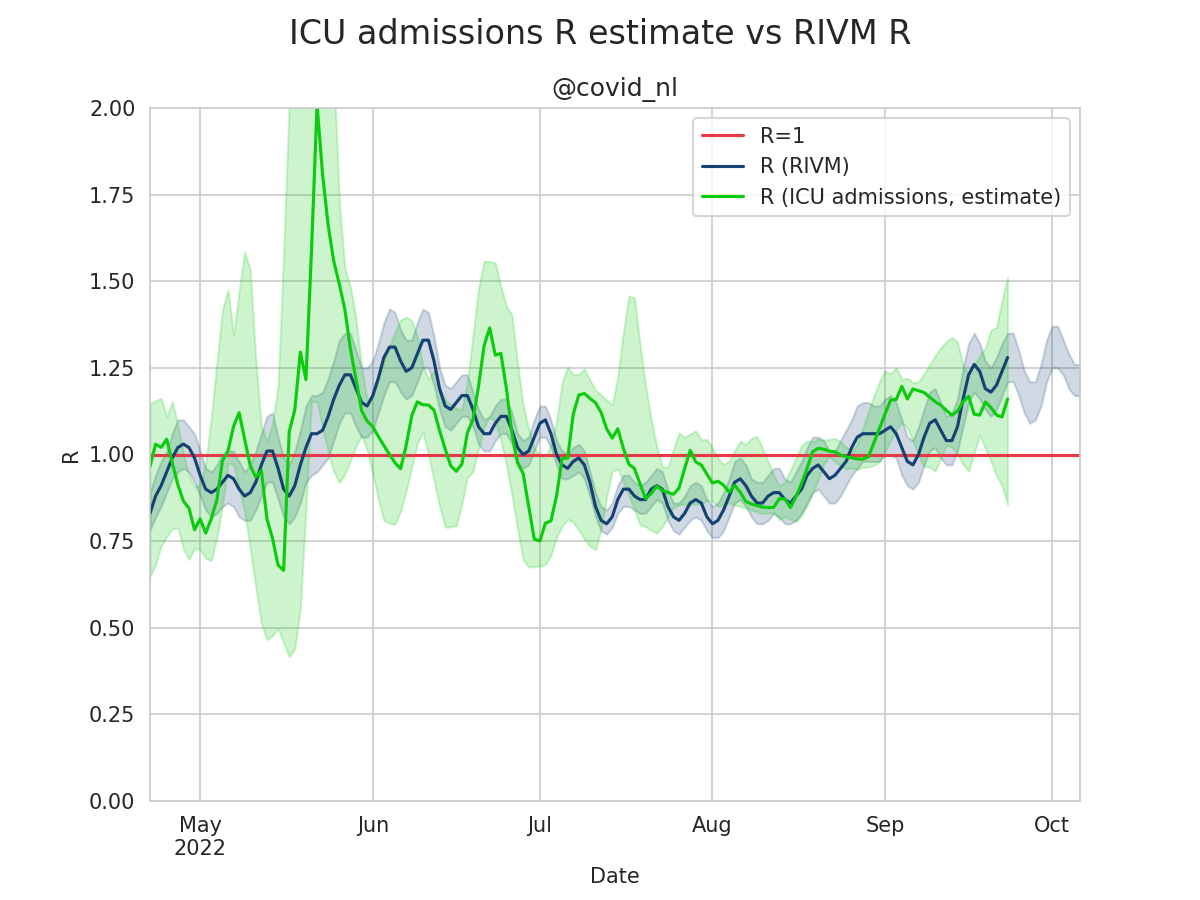 ICU admissions R estimate vs RIVM R
@covid_nl
R=1
R (RIVM)
R (ICU admissions, estimate)
2.00
1.75
1.50
1.25
1.00
0.75
0.50
0.25
0.00
R
May
2022
Jun
Jul
Aug
Sep
Oct
Date